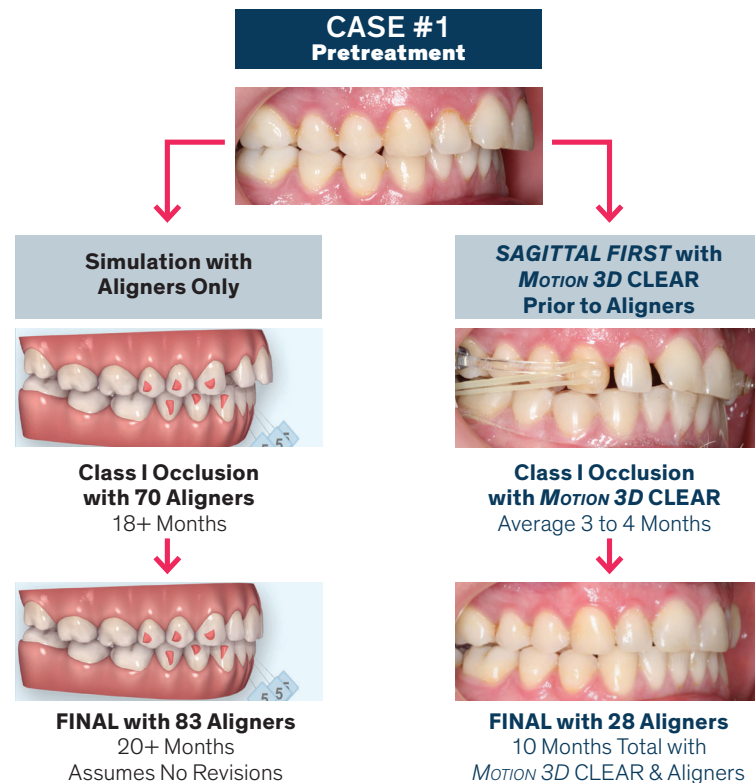 CASE #1
Pretreatment
Simulation with
Aligners Only
SAGITTAL FIRST with
MOTION 3D CLEAR
Prior to Aligners
Class I Occlusion
with 70 Aligners
18+ Months
Class I Occlusion
with MOTION 3D CLEAR
Average 3 to 4 Months
FINAL with 83 Aligners
20+ Months
Assumes No Revisions
FINAL with 28 Aligners
10 Months Total with
MOTION 3D CLEAR & Aligners